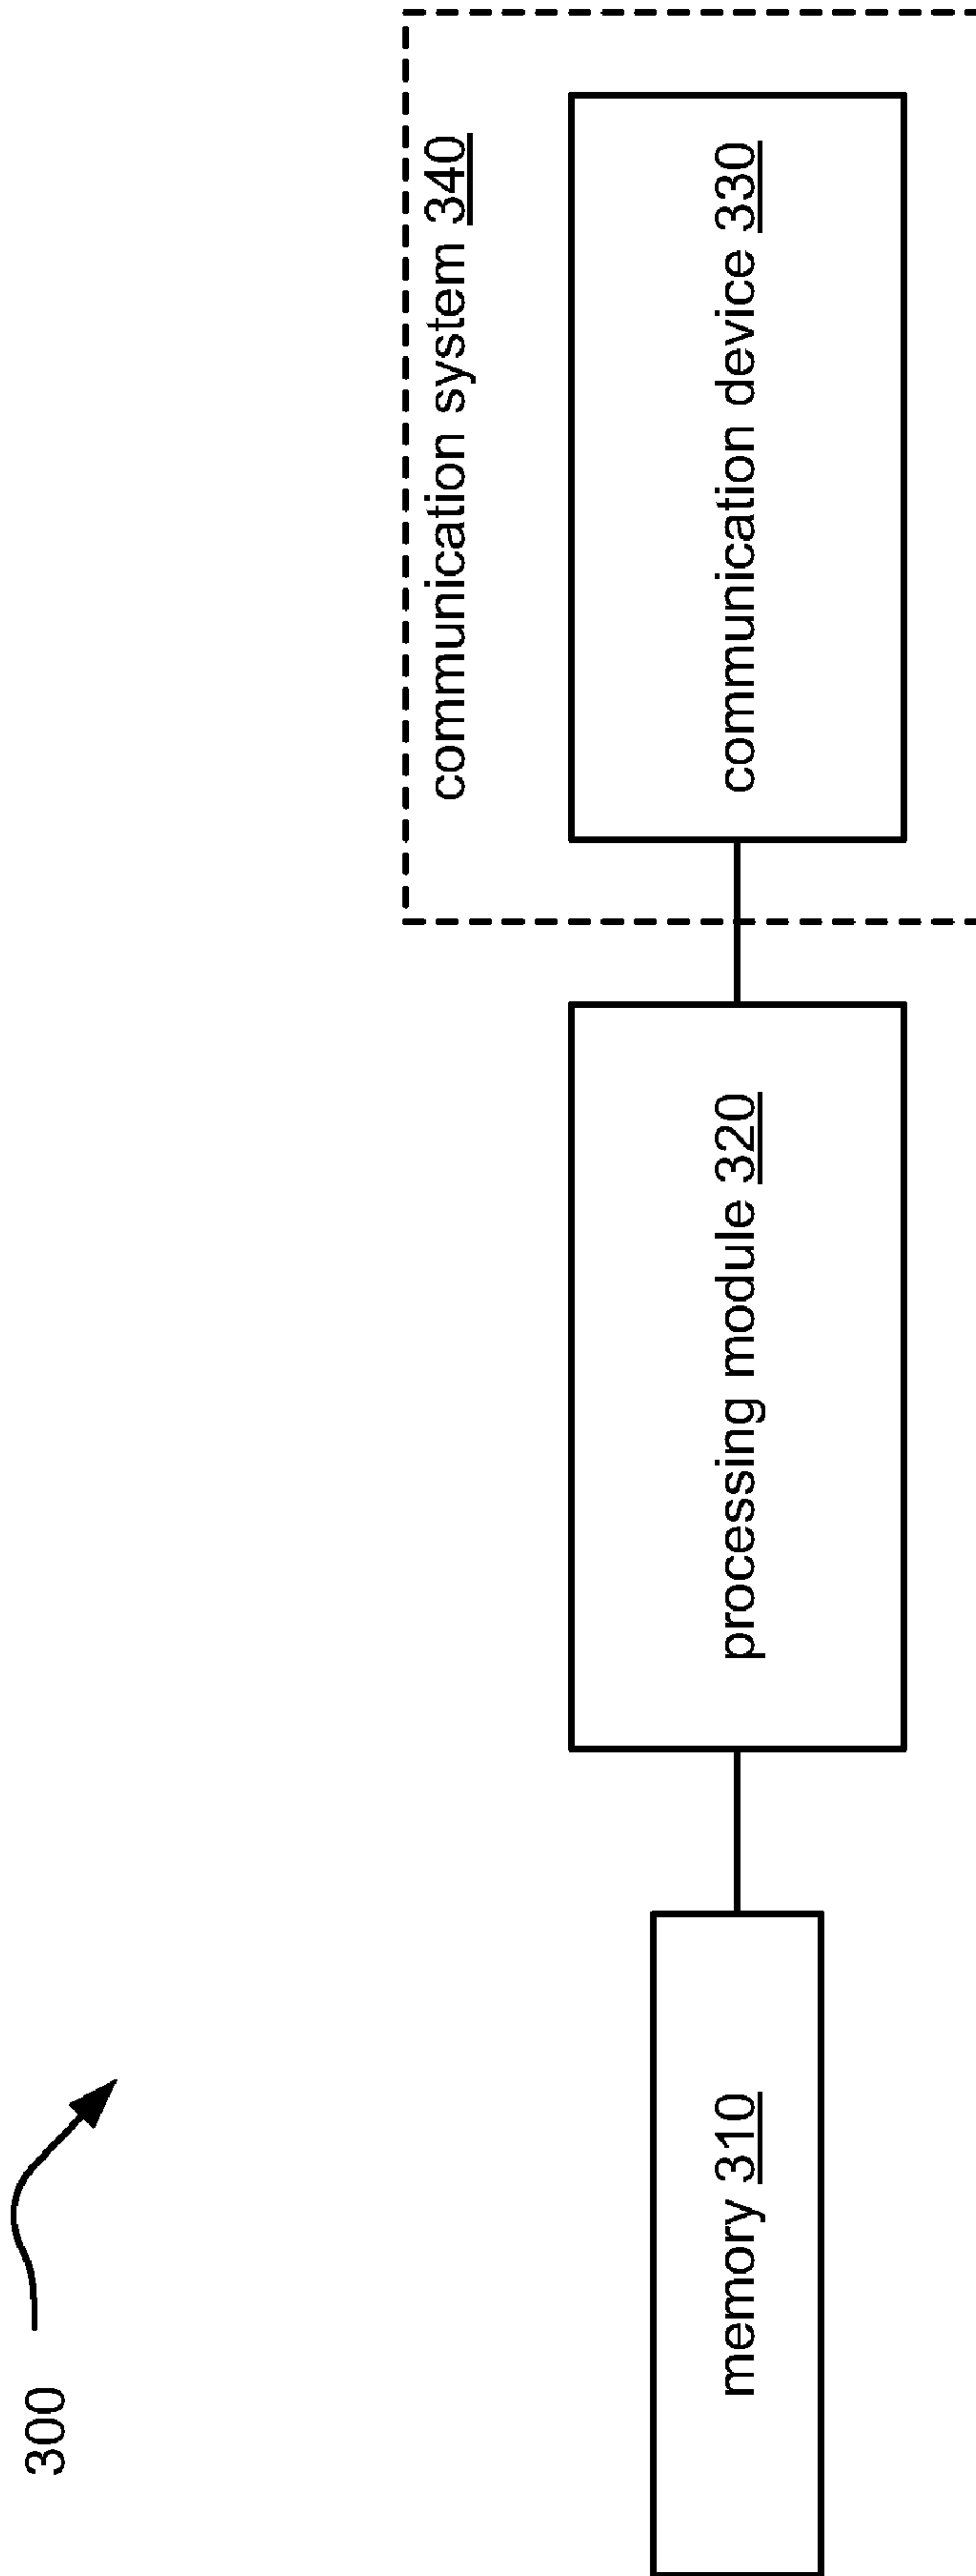 300
communication system 340
memory 310
processing module 320
communication device 330